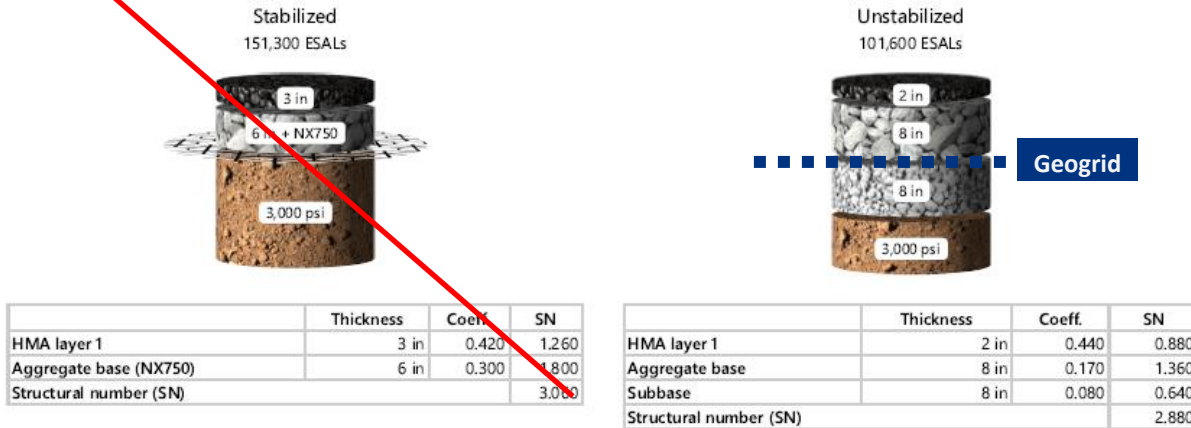 Stabilized
151,300 ESALs
3 in
6 in + NX750
3,000 psi
Thickness Coeff. SN
HMA layer 1 3 in 0.420 1.260
Aggregate base (NX750) 6 in 0.300 1.800
Structural number (SN) 3.060
Unstabilized
101,600 ESALs
2 in
8 in
Geogrid
8 in
3,000 psi
Thickness Coeff. SN
HMA layer 1 2 in 0.440 0.880
Aggregate base 8 in 0.170 1.360
Subbase 8 in 0.080 0.640
Structural number (SN) 2.880